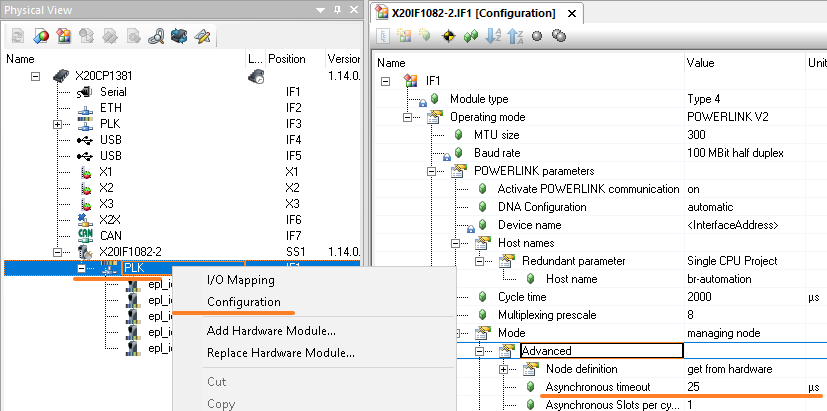 Physical View
Name L... Position Version
X20CP1381 1.14.0.
Serial IF1
ETH IF2
PLK IF3
USB IF4
USB IF5
X1 X1
X2 X2
X3 X3
X2X IF6
CAN IF7
X20IF1082-2 SS1 1.14.0.
PLK
epl_i
epl_i
epl_i
epl_i
epl_i
I/O Mapping
Configuration
Add Hardware Module...
Replace Hardware Module...
Cut
Copy
X20IF1082-2.IF1 [Configuration]
Name Value Unit
IF1
Module type Type 4
Operating mode POWERLINK V2
MTU size 300
Baud rate 100 MBit half duplex
POWERLINK parameters
Activate POWERLINK communication on
DNA Configuration automatic
Device name <InterfaceAddress>
Host names
Redundant parameter Single CPU Project
Host name br-automation
Cycle time 2000 µs
Multiplexing prescale 8
Mode managing node
Advanced
Node definition get from hardware
Asynchronous timeout 25 µs
Asynchronous Slots per cy... 1